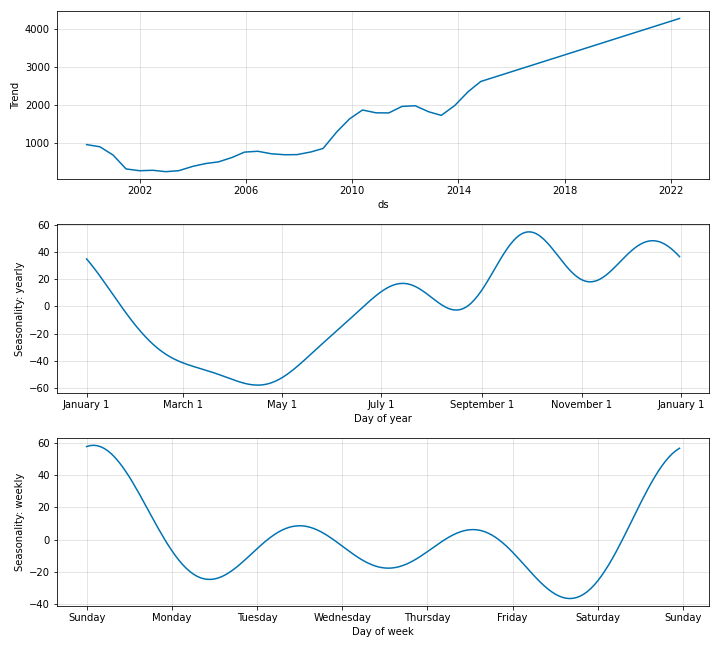 4000
3000
2000
1000
Trend
2002 2006 2010 2014 2018 2022
ds
60
40
20
0
−20
−40
−60
Seasonality: yearly
January 1 March 1 May 1 July 1 September 1 November 1 January 1
Day of year
60
40
20
0
−20
−40
Seasonality: weekly
Sunday Monday Tuesday Wednesday Thursday Friday Saturday Sunday
Day of week